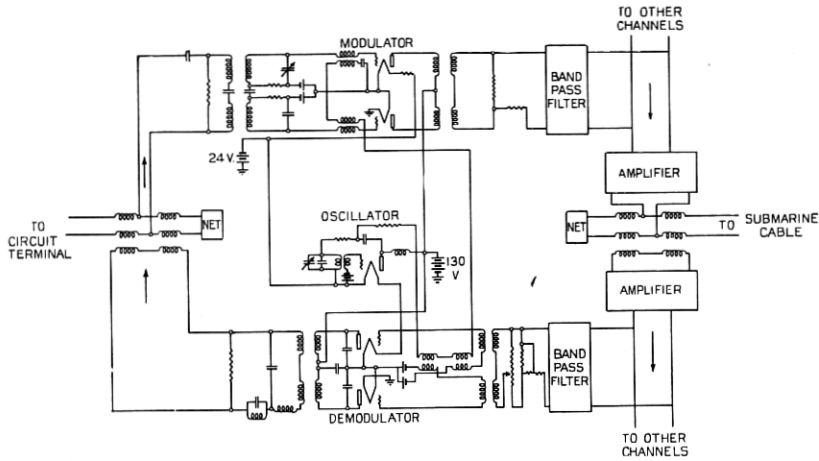 TO OTHER
CHANNELS
MODULATOR
BAND
PASS
FILTER
24 V.
AMPLIFIER
TO
CIRCUIT
TERMINAL
NET
OSCILLATOR
NET
TO
SUBMARINE
CABLE
130
V
AMPLIFIER
BAND
PASS
FILTER
DEMODULATOR
TO OTHER
CHANNELS